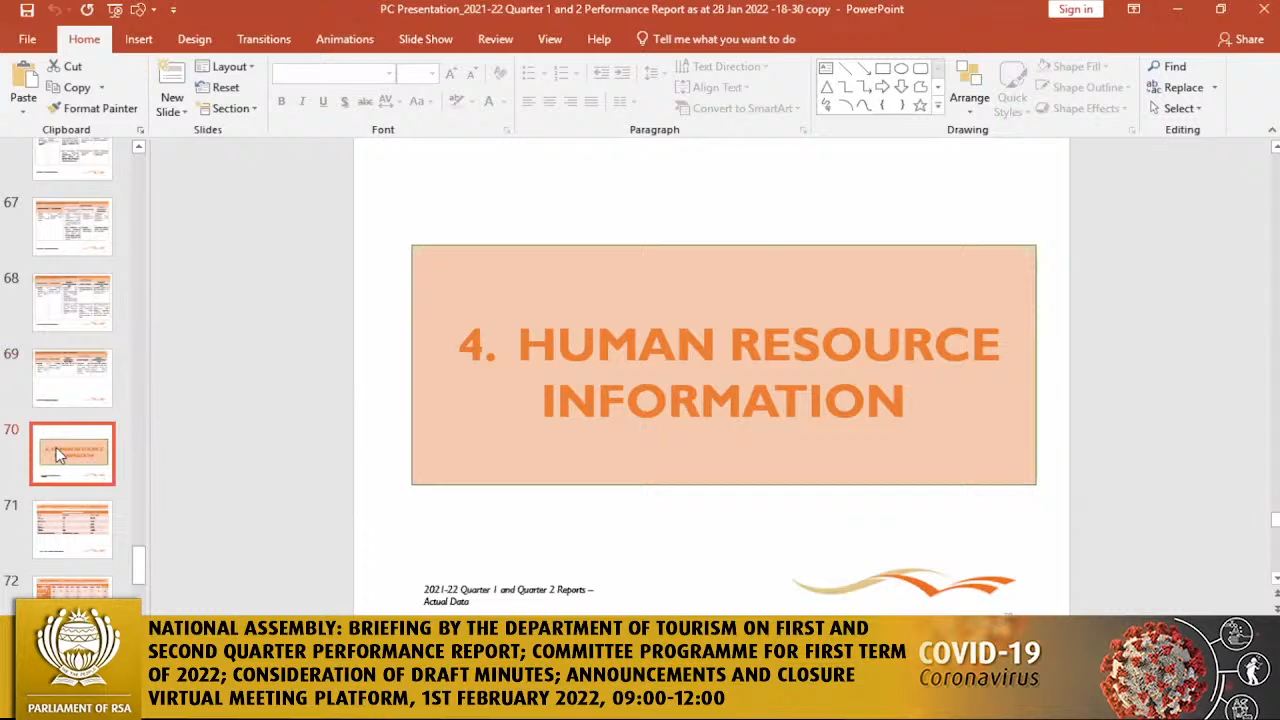 PC Presentation_2021-22 Quarter 1 and 2 Performance Report as at 28 Jan 2022 -18-30 copy - PowerPoint
Sign in
File Home Insert Design Transitions Animations Slide Show Review View Help Tell me what you want to do Share
Paste
Cut
Copy
Format Painter
Clipboard
New Slide
Layout
Reset
Section
Slides
Font
Text Direction
Align Text
Convert to SmartArt
Paragraph
Arrange
Quick Styles
Shape Fill
Shape Outline
Shape Effects
Drawing
Find
Replace
Select
Editing
67
68
69
70
71
72
4. HUMAN RESOURCE
INFORMATION
2021-22 Quarter 1 and Quarter 2 Reports –
Actual Data
NATIONAL ASSEMBLY: BRIEFING BY THE DEPARTMENT OF TOURISM ON FIRST AND
SECOND QUARTER PERFORMANCE REPORT; COMMITTEE PROGRAMME FOR FIRST TERM
OF 2022; CONSIDERATION OF DRAFT MINUTES; ANNOUNCEMENTS AND CLOSURE
VIRTUAL MEETING PLATFORM, 1ST FEBRUARY 2022, 09:00-12:00
PARLIAMENT OF RSA
COVID-19
Coronavirus